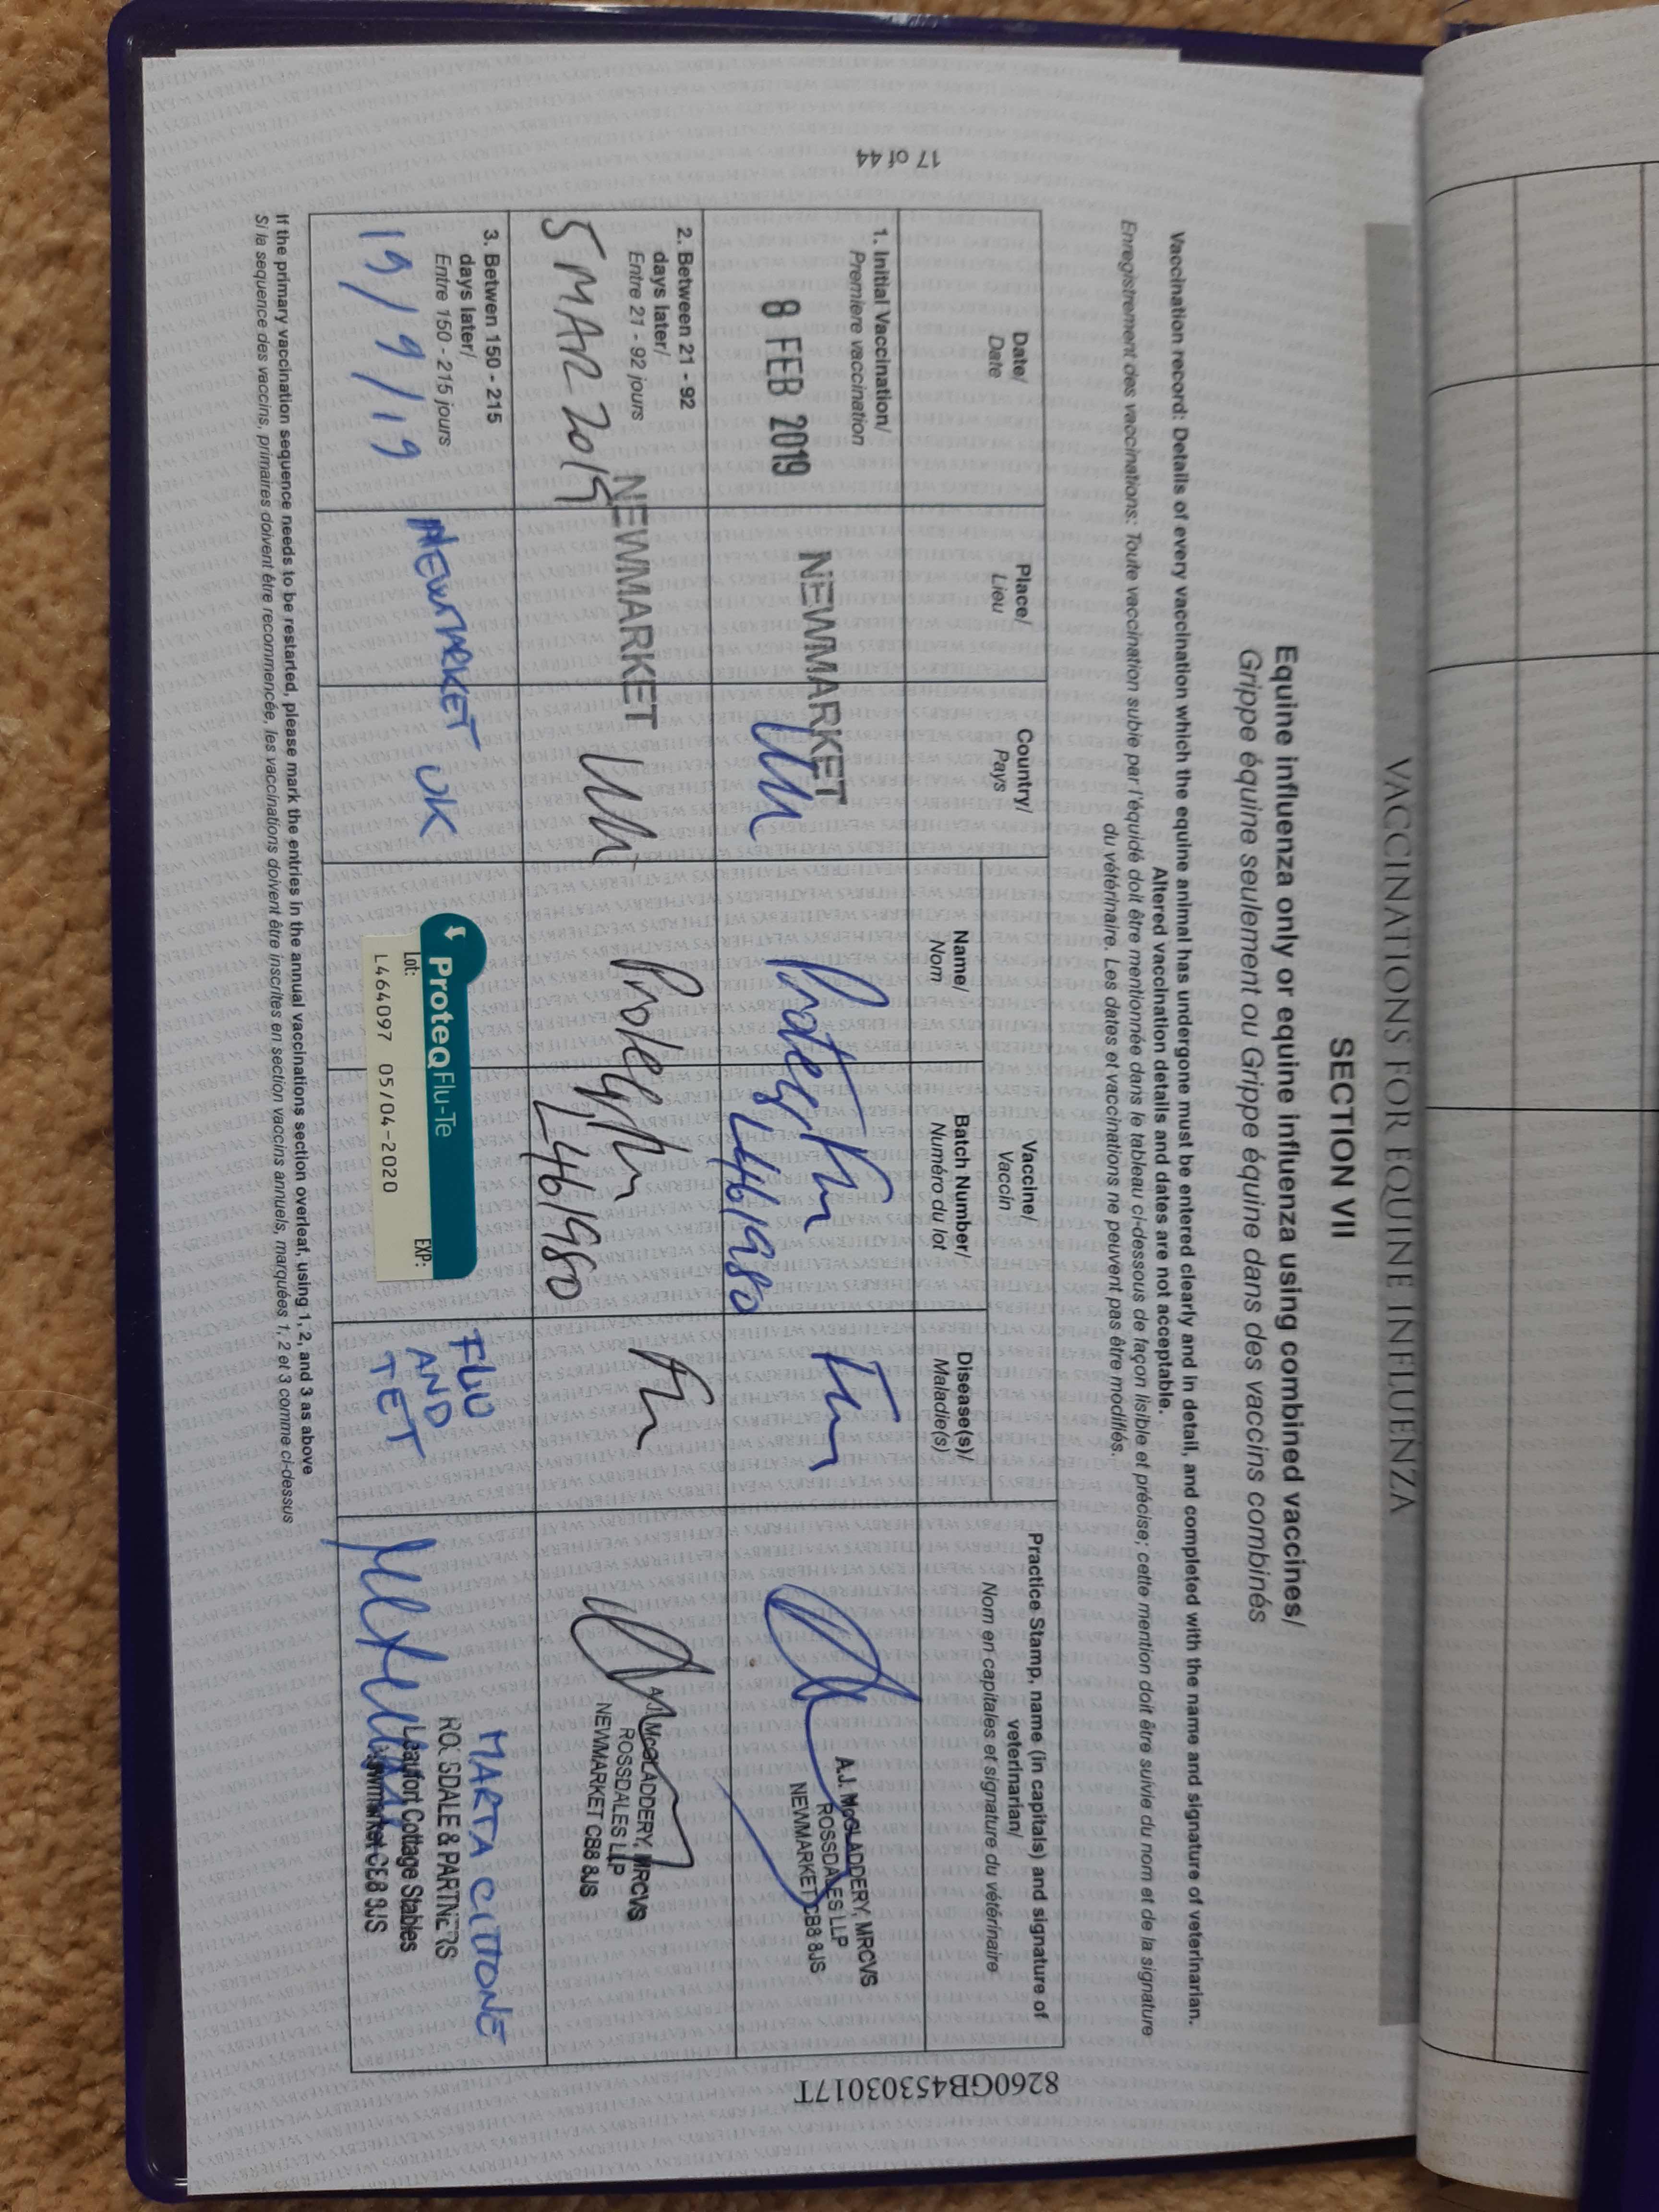 VACCINATIONS FOR EQUINE INFLUENZA
SECTION VII
Equine influenza only or equine influenza using combined vaccines/
Grippe équine seulement ou Grippe équine dans des vaccins combinés
Vaccination record: Details of every vaccination which the equine animal has undergone must be entered clearly and in detail, and completed with the name and signature of veterinarian.
Altered vaccination details and dates are not acceptable.
Enregistrement des vaccinations: Toute vaccination subie par l'équidé doit être mentionnée dans le tableau ci-dessous de façon lisible et précise; cette mention doit être suivie du nom et de la signature
du vétérinaire. Les dates et vaccinations ne peuvent pas être modifiés.
Date/
Date
Place/
Lieu
Country/
Pays
Vaccine/
Vaccin
Name/
Nom
Batch Number/
Numéro du lot
Disease(s)/
Maladie(s)
Practice Stamp, name (in capitals) and signature of
veterinarian/
Nom en capitales et signature du vétérinaire
1. Initial Vaccination/
Premiere vaccination
8 FEB 2019
NEWMARKET
UK
L461980
Flu
A.J. McGLADDERY, MRCVS
ROSSDALES LLP
NEWMARKET CB8 8JS
2. Between 21 - 92
days later/
Entre 21 - 92 jours
5 MAR 2019
NEWMARKET
UK
L461980
Flu
A.J. McGLADDERY, MRCVS
ROSSDALES LLP
NEWMARKET CB8 8JS
3. Betwen 150 - 215
days later/
Entre 150 - 215 jours
19/9/19
NEWMARKET
UK
ProteqFlu-Te
Lot:
EXP:
L464097 05/04-2020
FLU
AND
TET
MARTA
ROSSDALE & PARTNERS
Beaufort Cottage Stables
Newmarket CB8 8JS
If the primary vaccination sequence needs to be restarted, please mark the entries in the annual vaccinations section overleaf, using 1, 2, and 3 as above
Si la sequence des vaccins, primaires doivent être recommencée, les vaccinations doivent être inscrites en section vaccins annuels, marquées 1, 2 et 3 comme ci-dessus
17 of 44
8260GB45303017T